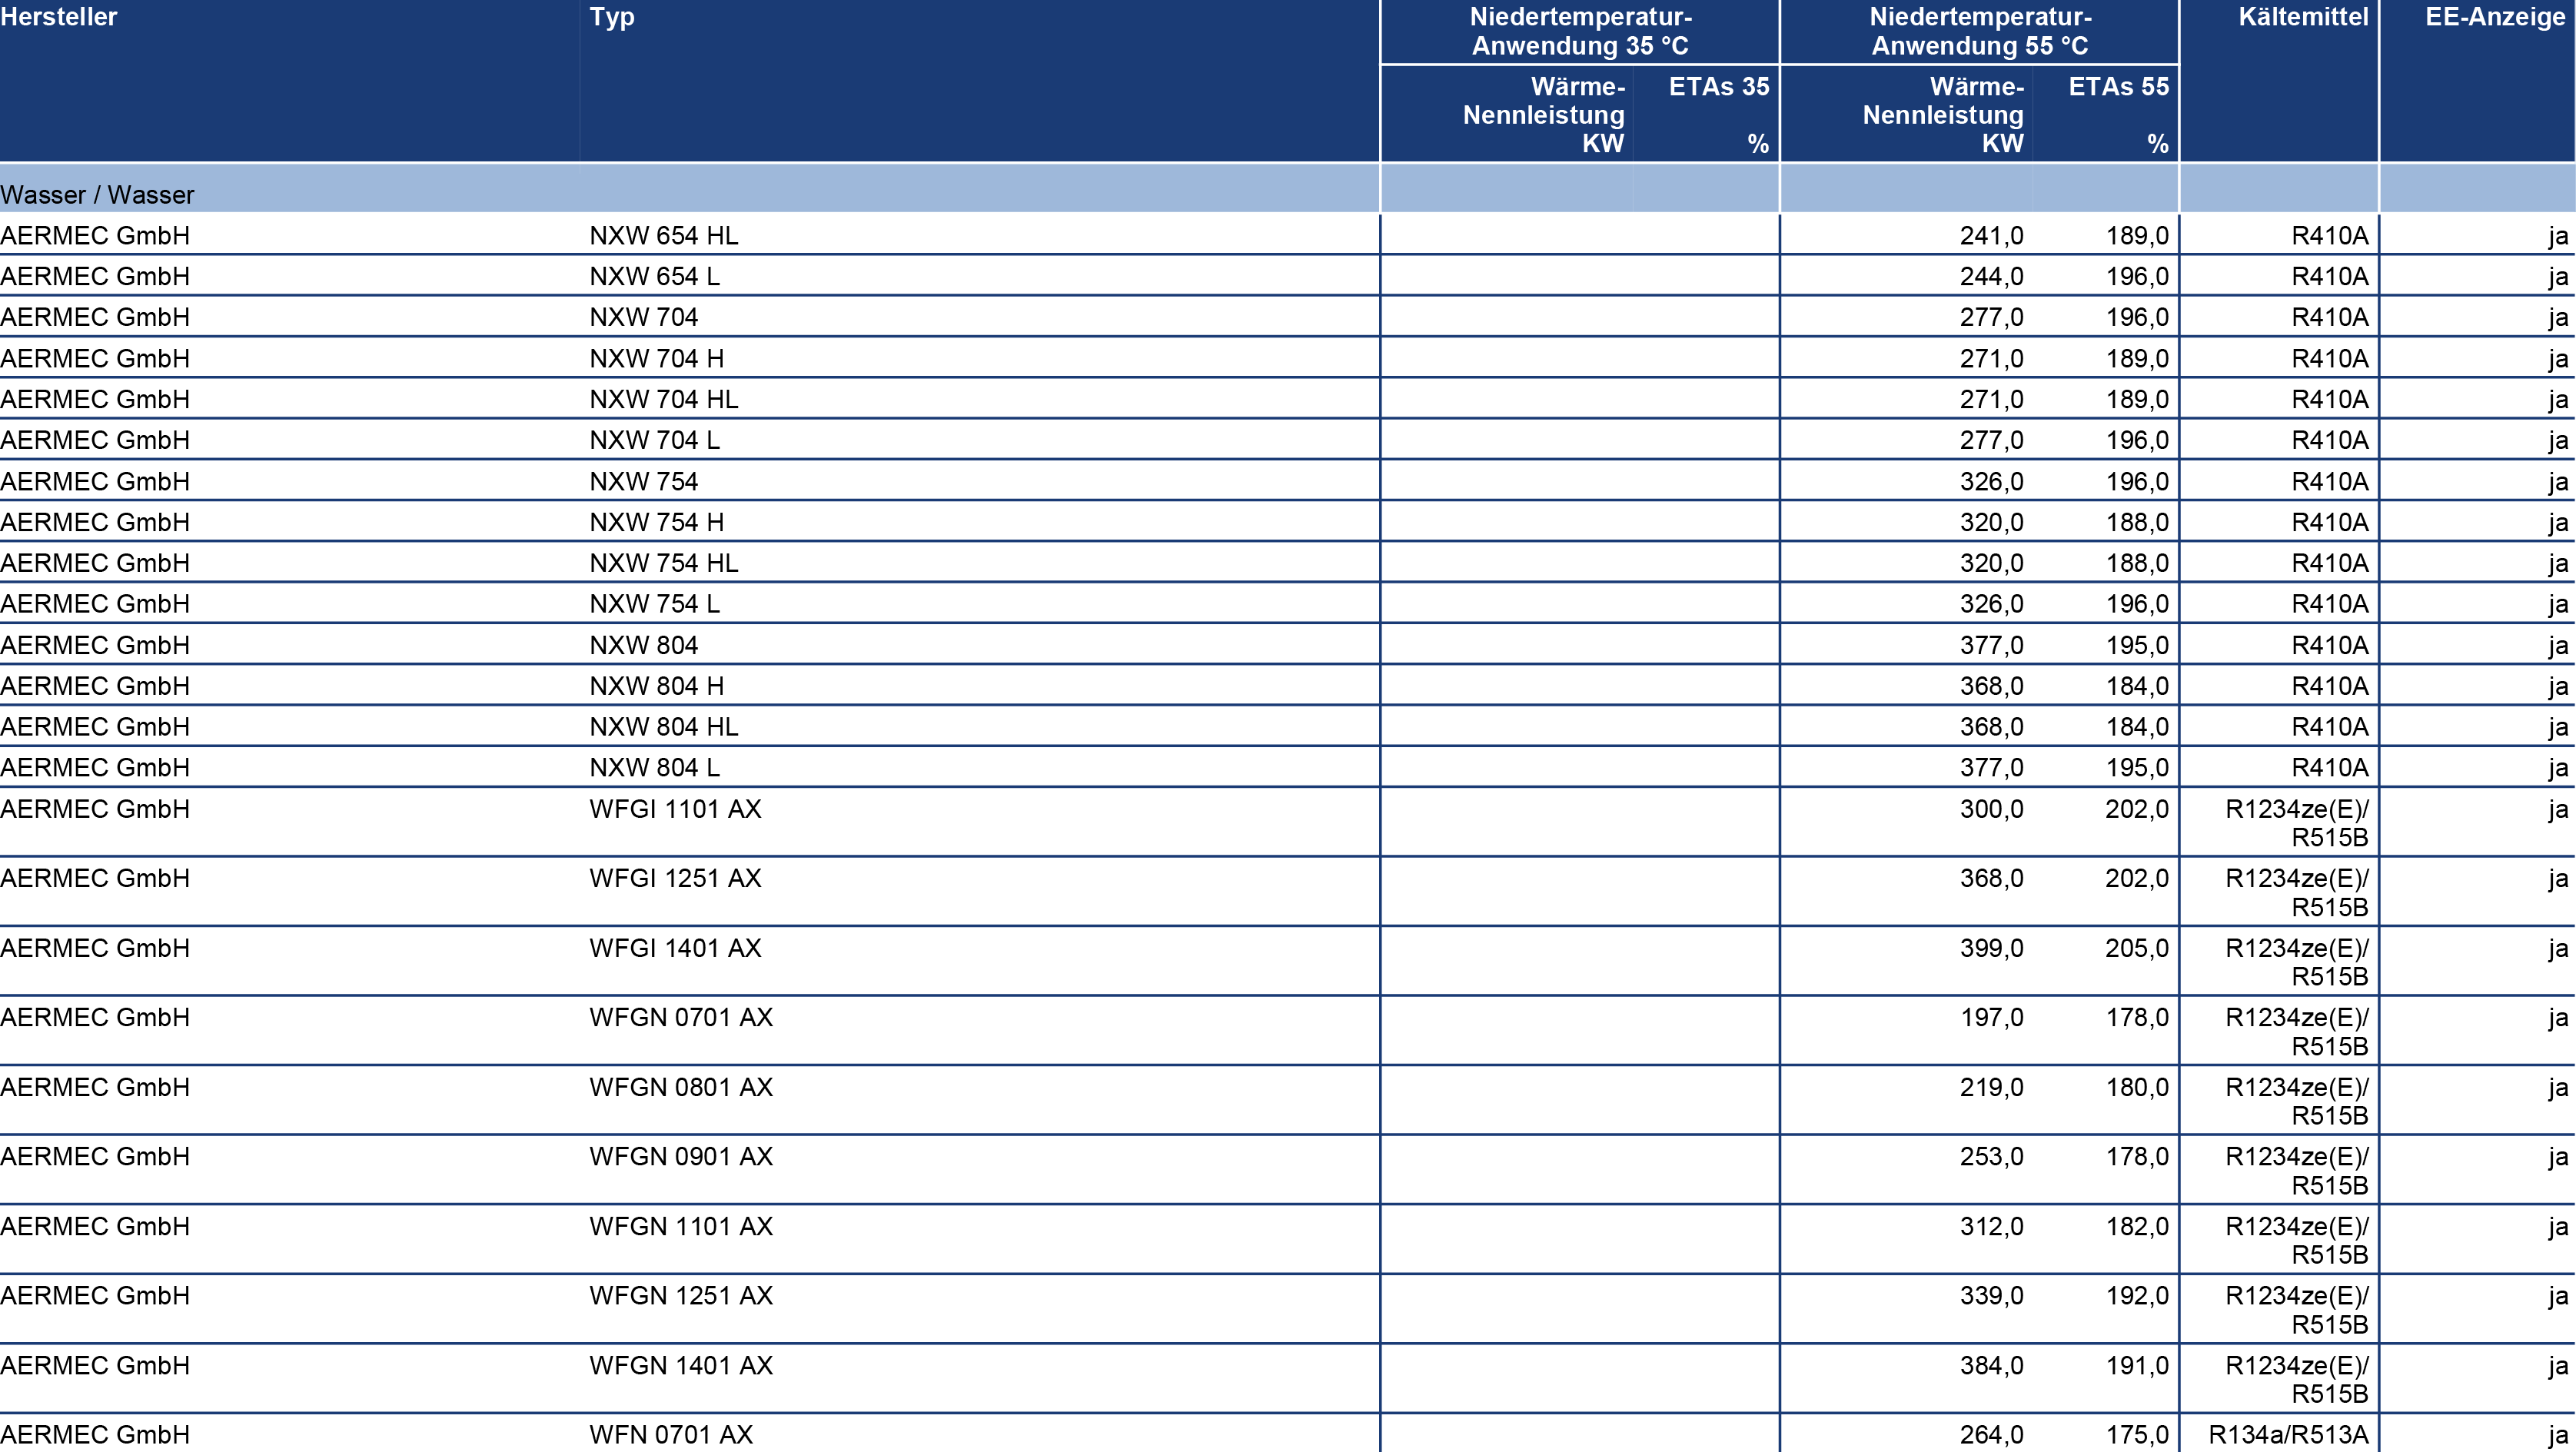 Hersteller Typ Niedertemperatur- Niedertemperatur- Kältemittel EE-Anzeige
Anwendung 35 °C Anwendung 55 °C
Wärme- ETAs 35 Wärme- ETAs 55
Nennleistung Nennleistung
KW % KW %
Wasser / Wasser
AERMEC GmbH NXW 654 HL 241,0 189,0 R410A ja
AERMEC GmbH NXW 654 L 244,0 196,0 R410A ja
AERMEC GmbH NXW 704 277,0 196,0 R410A ja
AERMEC GmbH NXW 704 H 271,0 189,0 R410A ja
AERMEC GmbH NXW 704 HL 271,0 189,0 R410A ja
AERMEC GmbH NXW 704 L 277,0 196,0 R410A ja
AERMEC GmbH NXW 754 326,0 196,0 R410A ja
AERMEC GmbH NXW 754 H 320,0 188,0 R410A ja
AERMEC GmbH NXW 754 HL 320,0 188,0 R410A ja
AERMEC GmbH NXW 754 L 326,0 196,0 R410A ja
AERMEC GmbH NXW 804 377,0 195,0 R410A ja
AERMEC GmbH NXW 804 H 368,0 184,0 R410A ja
AERMEC GmbH NXW 804 HL 368,0 184,0 R410A ja
AERMEC GmbH NXW 804 L 377,0 195,0 R410A ja
AERMEC GmbH WFGI 1101 AX 300,0 202,0 R1234ze(E)/ ja
R515B
AERMEC GmbH WFGI 1251 AX 368,0 202,0 R1234ze(E)/ ja
R515B
AERMEC GmbH WFGI 1401 AX 399,0 205,0 R1234ze(E)/ ja
R515B
AERMEC GmbH WFGN 0701 AX 197,0 178,0 R1234ze(E)/ ja
R515B
AERMEC GmbH WFGN 0801 AX 219,0 180,0 R1234ze(E)/ ja
R515B
AERMEC GmbH WFGN 0901 AX 253,0 178,0 R1234ze(E)/ ja
R515B
AERMEC GmbH WFGN 1101 AX 312,0 182,0 R1234ze(E)/ ja
R515B
AERMEC GmbH WFGN 1251 AX 339,0 192,0 R1234ze(E)/ ja
R515B
AERMEC GmbH WFGN 1401 AX 384,0 191,0 R1234ze(E)/ ja
R515B
AERMEC GmbH WFN 0701 AX 264,0 175,0 R134a/R513A ja